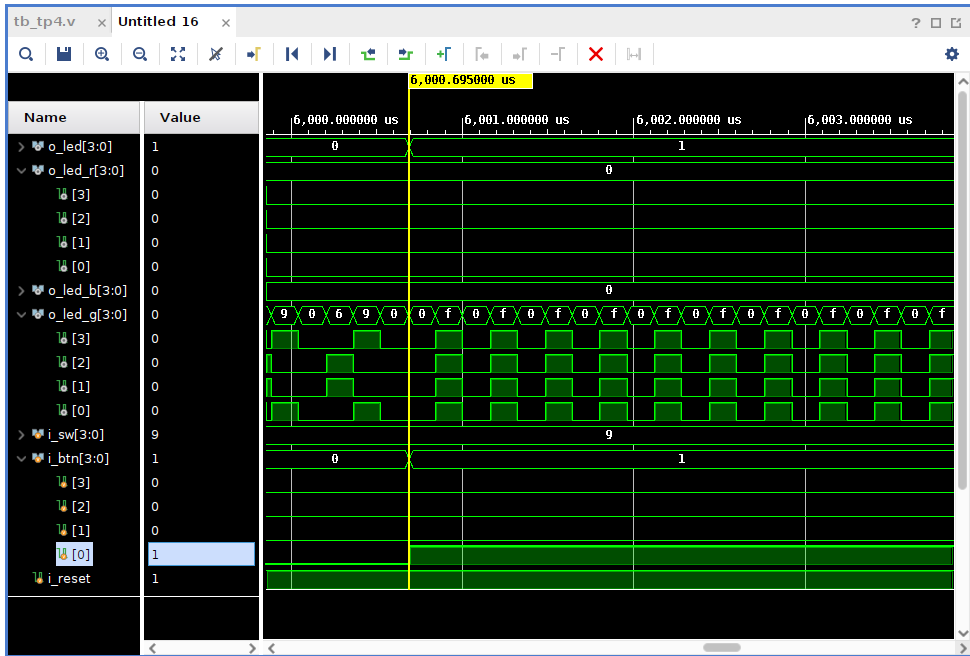 tb_tp4.v × Untitled 16 ×
? 
6,000.695000 us
Name Value
6,000.000000 us 6,001.000000 us 6,002.000000 us 6,003.000000 us
o_led[3:0] 1 0 1
o_led_r[3:0] 0 0
[3] 0
[2] 0
[1] 0
[0] 0
o_led_b[3:0] 0 0
o_led_g[3:0] 0 9 0 6 9 0 0 f 0 f 0 f 0 f 0 f 0 f 0 f 0 f 0 f 0 f
[3] 0
[2] 0
[1] 0
[0] 0
i_sw[3:0] 9 9
i_btn[3:0] 1 0 1
[3] 0
[2] 0
[1] 0
[0] 1
i_reset 1